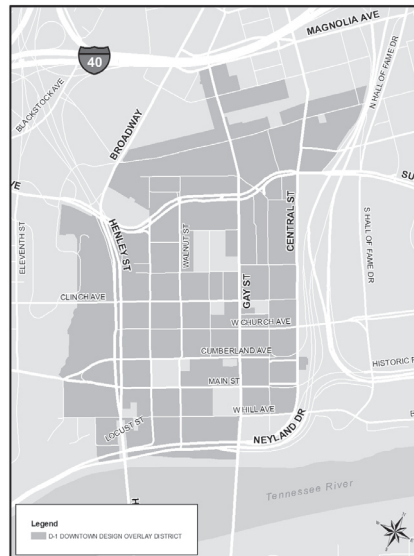 MAGNOLIA AVE
40
BLACKSTOCK AVE
BROADWAY
N HALL OF FAME DR
VE
SU
ELEVENTH ST
HENLEY ST
WALNUT ST
GAY ST
CENTRAL ST
S HALL OF FAME DR
CLINCH AVE
W CHURCH AVE
CUMBERLAND AVE
HISTORIC P
MAIN ST
W HILL AVE
LOCUST ST
NEYLAND DR
H
Tennessee River
Legend
D-1 DOWNTOWN DESIGN OVERLAY DISTRICT